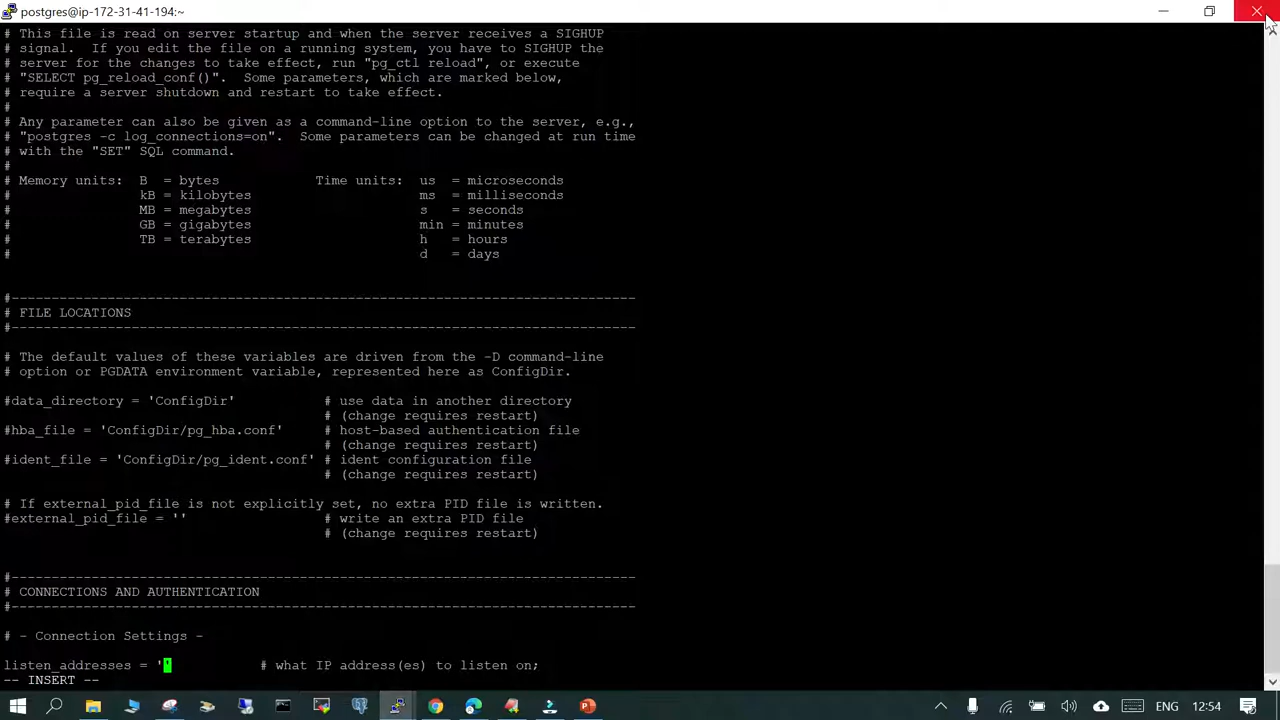 postgres@ip-172-31-41-194:~
# This file is read on server startup and when the server receives a SIGHUP
# signal.  If you edit the file on a running system, you have to SIGHUP the
# server for the changes to take effect, run "pg_ctl reload", or execute
# "SELECT pg_reload_conf()".  Some parameters, which are marked below,
# require a server shutdown and restart to take effect.
#
# Any parameter can also be given as a command-line option to the server, e.g.,
# "postgres -c log_connections=on".  Some parameters can be changed at run time
# with the "SET" SQL command.
#
# Memory units:  B  = bytes            Time units:  us  = microseconds
#                kB = kilobytes                     ms  = milliseconds
#                MB = megabytes                     s   = seconds
#                GB = gigabytes                     min = minutes
#                TB = terabytes                     h   = hours
#                                                   d   = days
#------------------------------------------------------------------------------
# FILE LOCATIONS
#------------------------------------------------------------------------------
# The default values of these variables are driven from the -D command-line
# option or PGDATA environment variable, represented here as ConfigDir.
#data_directory = 'ConfigDir'           # use data in another directory
                                        # (change requires restart)
#hba_file = 'ConfigDir/pg_hba.conf'     # host-based authentication file
                                        # (change requires restart)
#ident_file = 'ConfigDir/pg_ident.conf' # ident configuration file
                                        # (change requires restart)
# If external_pid_file is not explicitly set, no extra PID file is written.
#external_pid_file = ''                 # write an extra PID file
                                        # (change requires restart)
#------------------------------------------------------------------------------
# CONNECTIONS AND AUTHENTICATION
#------------------------------------------------------------------------------
# - Connection Settings -
listen_addresses = ''           # what IP address(es) to listen on;
-- INSERT --
ENG 12:54